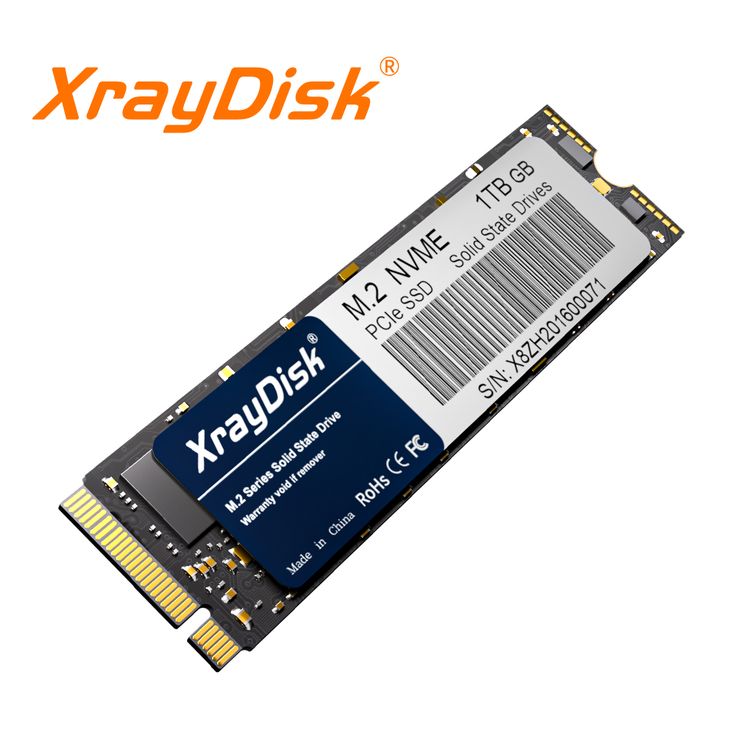 XrayDisk®
M.2 NVME 1TB GB
PCIe SSD Solid State Drives
S/N: X8ZH201600071
XrayDisk®
M.2 Series Solid State Drive
Warranty void if remover
Made in China RoHS CE FC